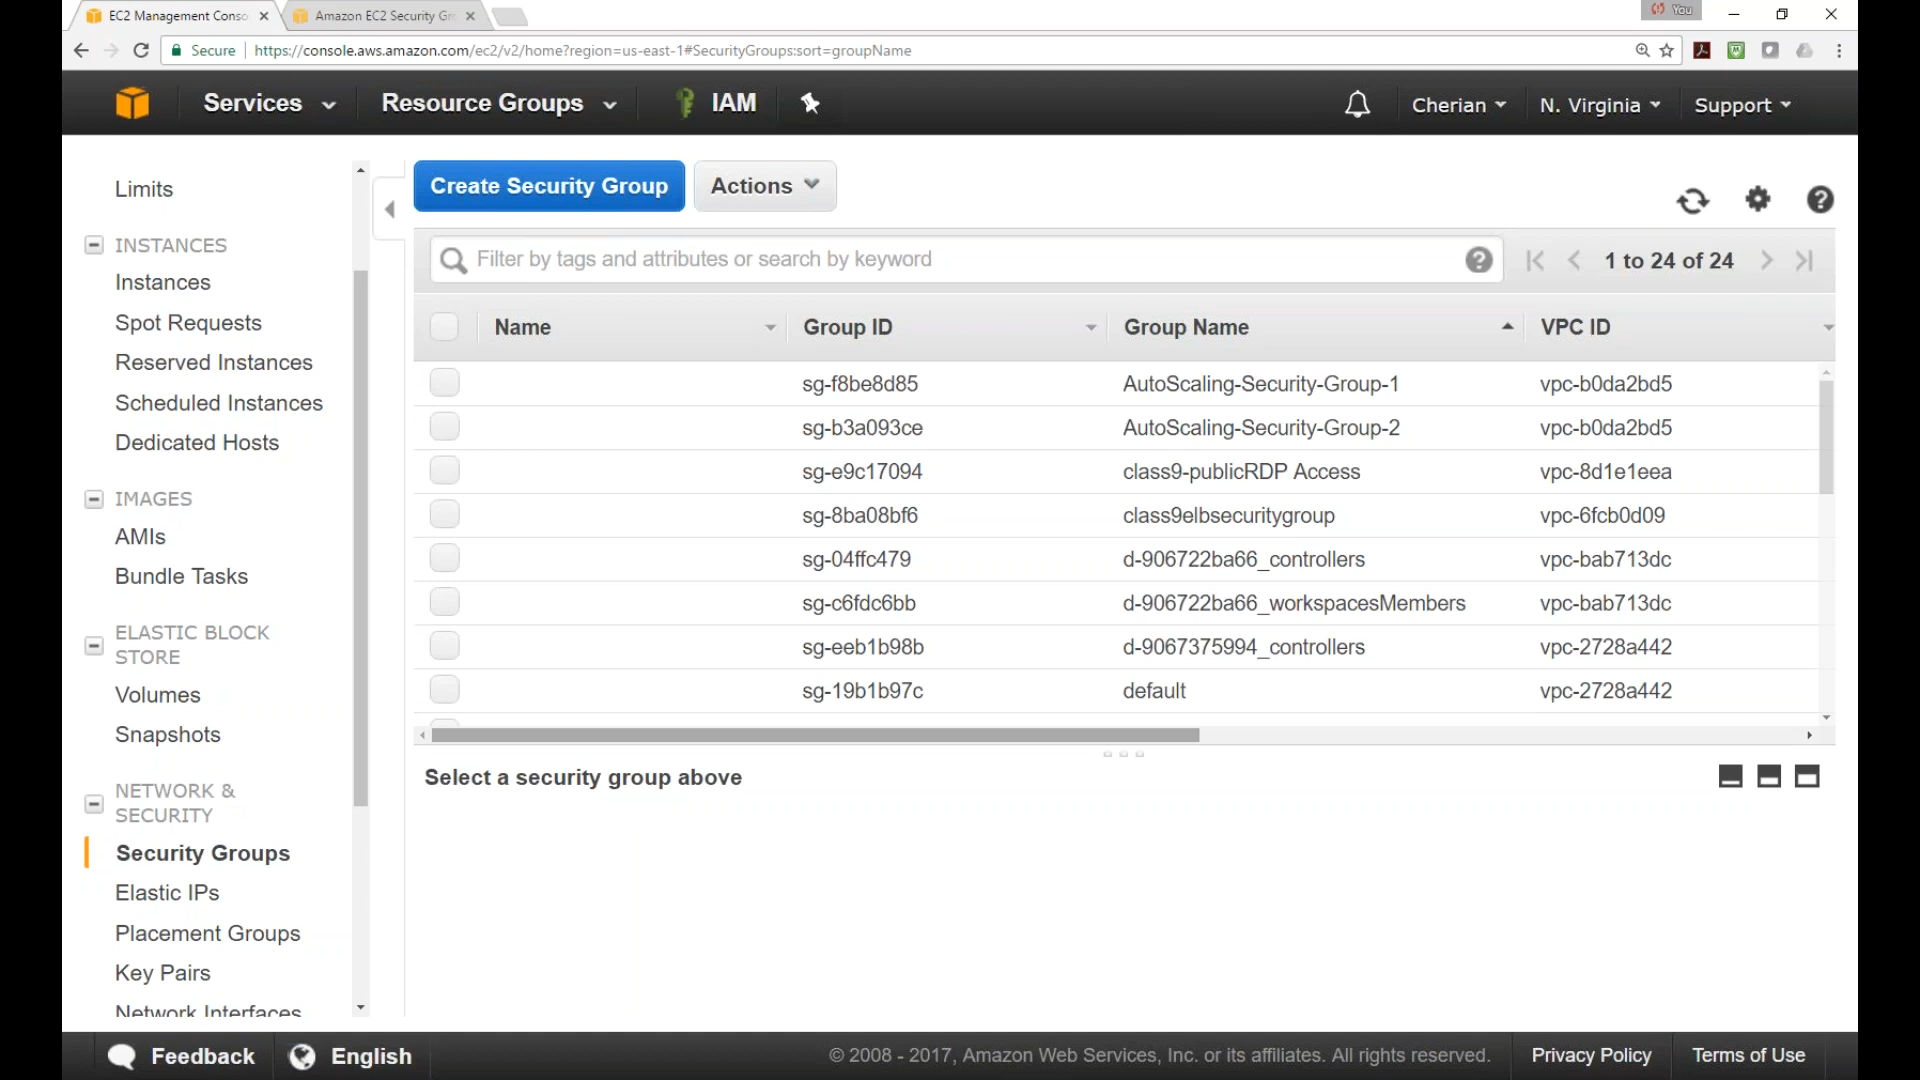 EC2 Management Conso
Amazon EC2 Security Gr
You
Secure
https://console.aws.amazon.com/ec2/v2/home?region=us-east-1#SecurityGroups:sort=groupName
Services
Resource Groups
IAM
Cherian
N. Virginia
Support
Limits
INSTANCES
Instances
Spot Requests
Reserved Instances
Scheduled Instances
Dedicated Hosts
IMAGES
AMIs
Bundle Tasks
ELASTIC BLOCK
STORE
Volumes
Snapshots
NETWORK &
SECURITY
Security Groups
Elastic IPs
Placement Groups
Key Pairs
Network Interfaces
Create Security Group
Actions
Filter by tags and attributes or search by keyword
1 to 24 of 24
Name Group ID Group Name VPC ID
sg-f8be8d85 AutoScaling-Security-Group-1 vpc-b0da2bd5
sg-b3a093ce AutoScaling-Security-Group-2 vpc-b0da2bd5
sg-e9c17094 class9-publicRDP Access vpc-8d1e1eea
sg-8ba08bf6 class9elbsecuritygroup vpc-6fcb0d09
sg-04ffc479 d-906722ba66_controllers vpc-bab713dc
sg-c6fdc6bb d-906722ba66_workspacesMembers vpc-bab713dc
sg-eeb1b98b d-9067375994_controllers vpc-2728a442
sg-19b1b97c default vpc-2728a442
Select a security group above
Feedback
English
© 2008 - 2017, Amazon Web Services, Inc. or its affiliates. All rights reserved.
Privacy Policy
Terms of Use